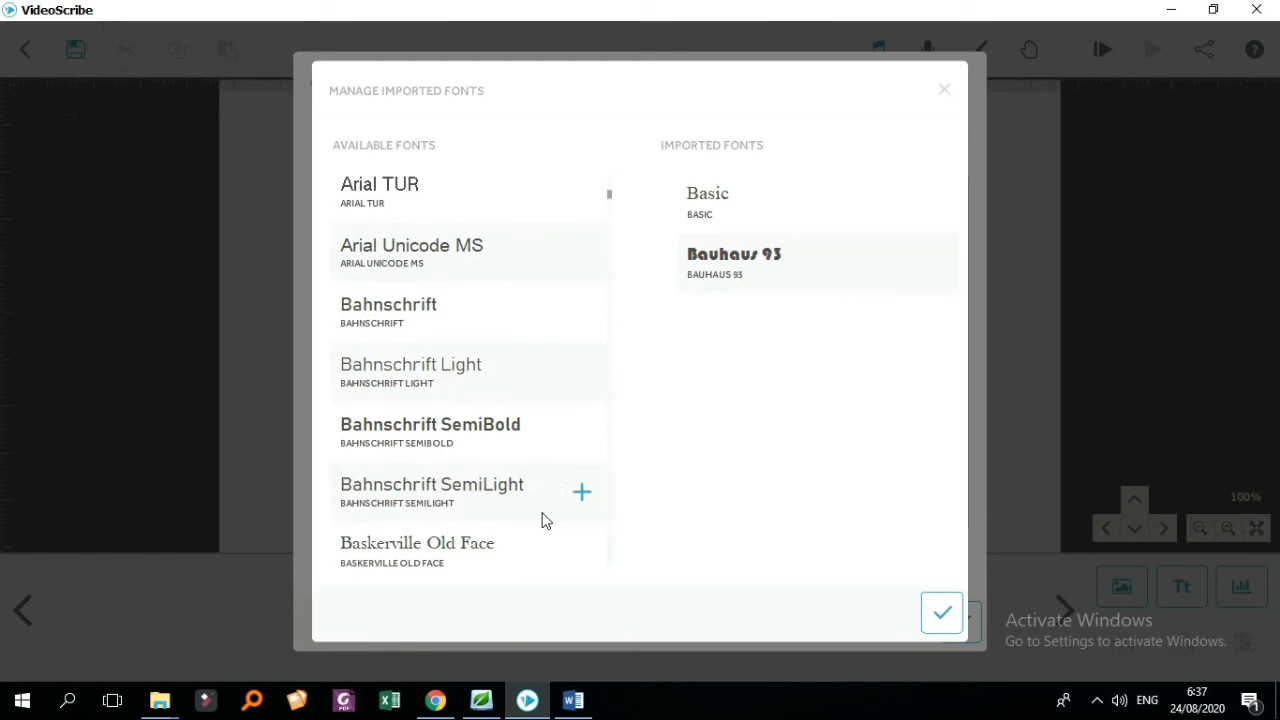 VideoScribe
MANAGE IMPORTED FONTS
AVAILABLE FONTS
IMPORTED FONTS
Arial TUR
ARIAL TUR
Arial Unicode MS
ARIAL UNICODE MS
Bahnschrift
BAHNSCHRIFT
Bahnschrift Light
BAHNSCHRIFT LIGHT
Bahnschrift SemiBold
BAHNSCHRIFT SEMIBOLD
Bahnschrift SemiLight
BAHNSCHRIFT SEMILIGHT
Baskerville Old Face
BASKERVILLE OLD FACE
Basic
BASIC
Bauhaus 93
BAUHAUS 93
100%
Tt
Activate Windows
Go to Settings to activate Windows.
ENG
6:37
24/08/2020